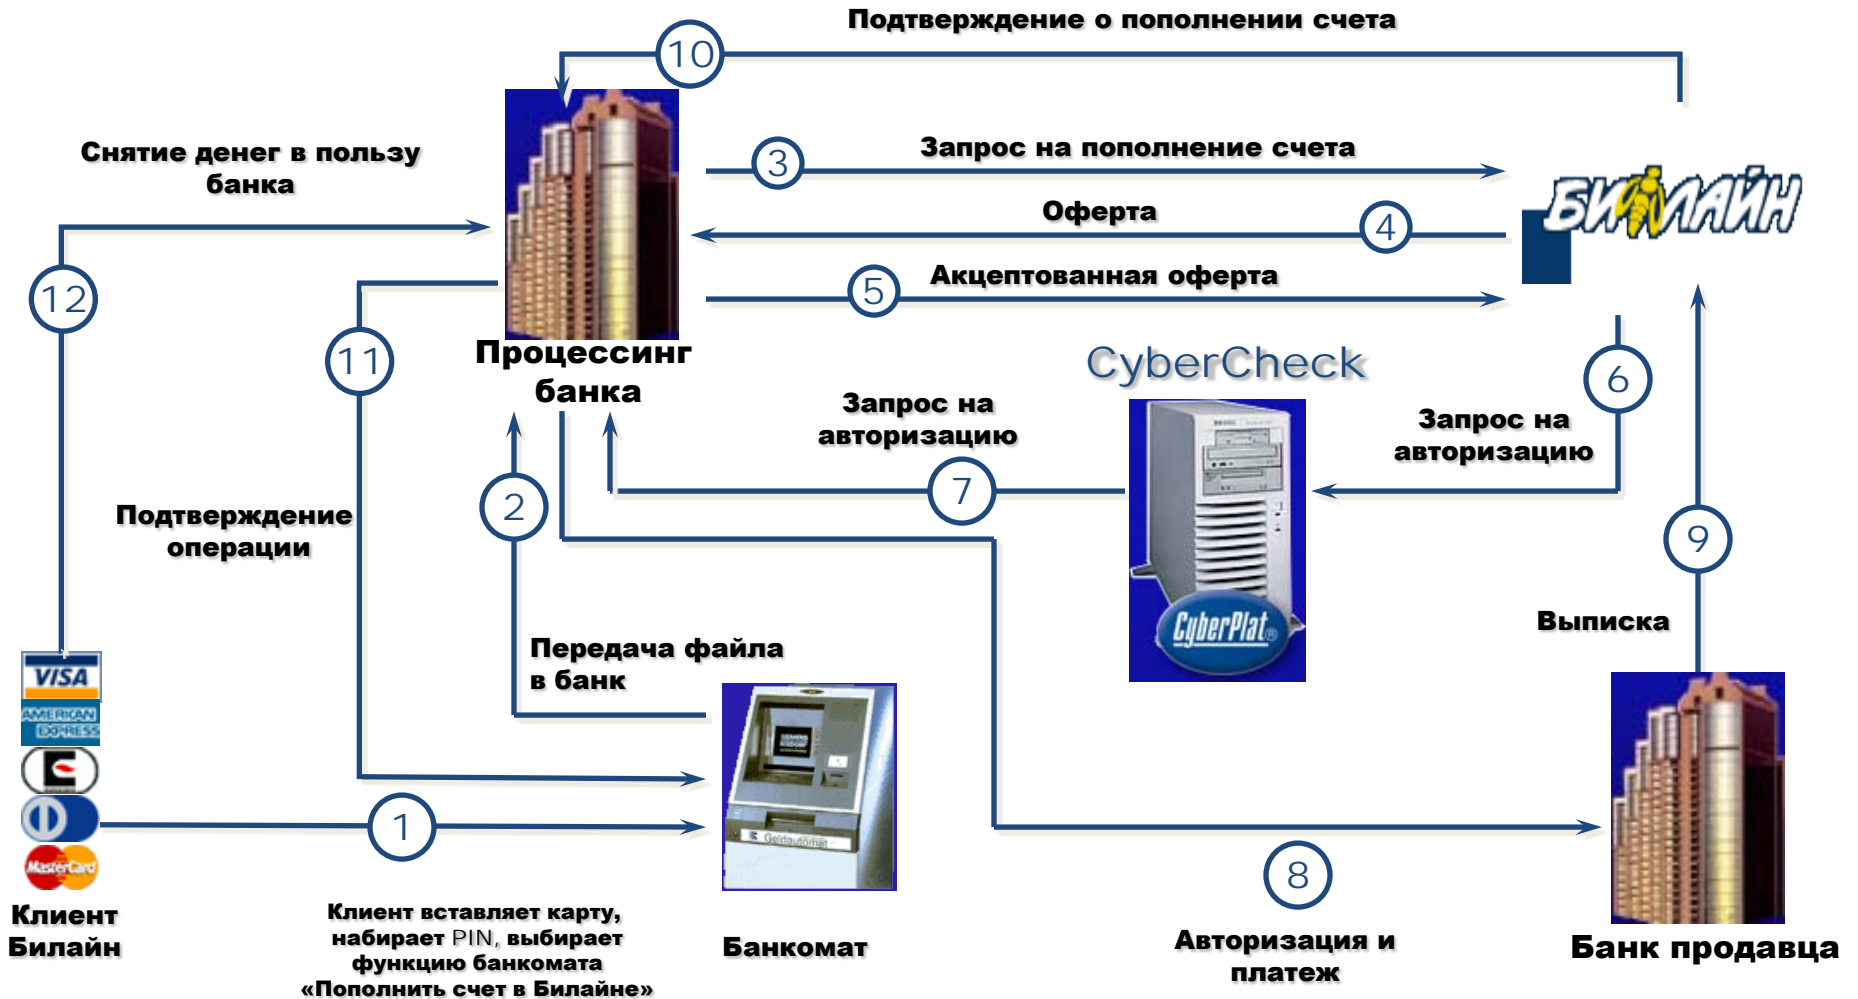 Подтверждение о пополнении счета
10
Снятие денег в пользу
банка
3
Запрос на пополнение счета
БИЛАЙН
Оферта
4
Акцептованная оферта
5
12
11
Процессинг
банка
CyberCheck
6
Запрос на
авторизацию
Запрос на
авторизацию
7
2
9
Подтверждение
операции
CyberPlat®
Выписка
Передача файла
в банк
VISA
AMERICAN
EXPRESS
MasterCard
SIEMENS
NIXDORF
Geldautomat
1
8
Клиент
Билайн
Клиент вставляет карту,
набирает PIN, выбирает
функцию банкомата
«Пополнить счет в Билайне»
Банкомат
Авторизация и
платеж
Банк продавца